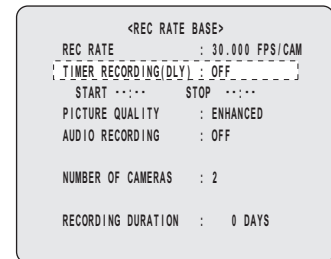 <REC RATE BASE>
REC RATE : 30.000 FPS/CAM
TIMER RECORDING(DLY) : OFF
START --:-- STOP --:--
PICTURE QUALITY : ENHANCED
AUDIO RECORDING : OFF
NUMBER OF CAMERAS : 2
RECORDING DURATION : 0 DAYS